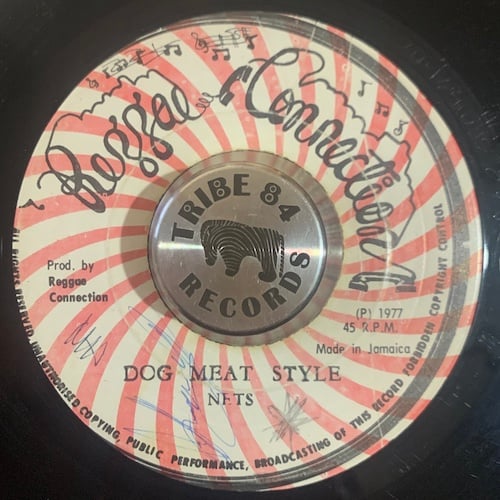 Reggae Connection
TRIBE 84
RECORDS
Prod. by
Reggae
Connection
(P) 1977
45 R.P.M.
Made in Jamaica
DOG MEAT STYLE
NETS
ALL RIGHTS RESERVED. UNAUTHORISED COPYING, PUBLIC PERFORMANCE, BROADCASTING OF THIS RECORD FORBIDDEN COPYRIGHT CONTROL